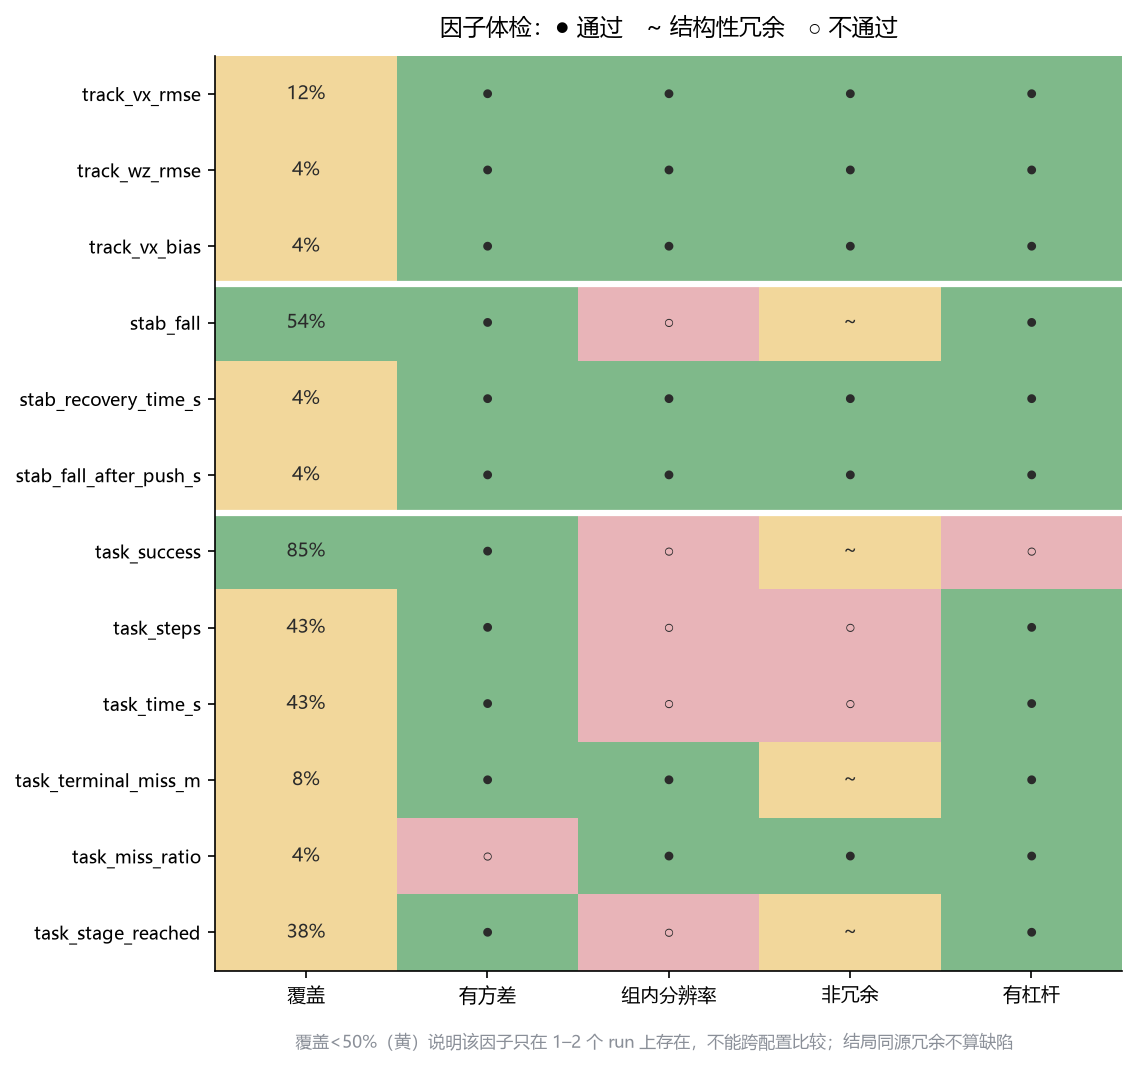 因子体检：● 通过 ~ 结构性冗余 ○ 不通过
track_vx_rmse 12% ● ● ● ●
track_wz_rmse 4% ● ● ● ●
track_vx_bias 4% ● ● ● ●
stab_fall 54% ● ○ ~ ●
stab_recovery_time_s 4% ● ● ● ●
stab_fall_after_push_s 4% ● ● ● ●
task_success 85% ● ○ ~ ○
task_steps 43% ● ○ ○ ●
task_time_s 43% ● ○ ○ ●
task_terminal_miss_m 8% ● ● ~ ●
task_miss_ratio 4% ○ ● ● ●
task_stage_reached 38% ● ○ ~ ●
覆盖 有方差 组内分辨率 非冗余 有杠杆
覆盖<50%（黄）说明该因子只在 1–2 个 run 上存在，不能跨配置比较；结局同源冗余不算缺陷